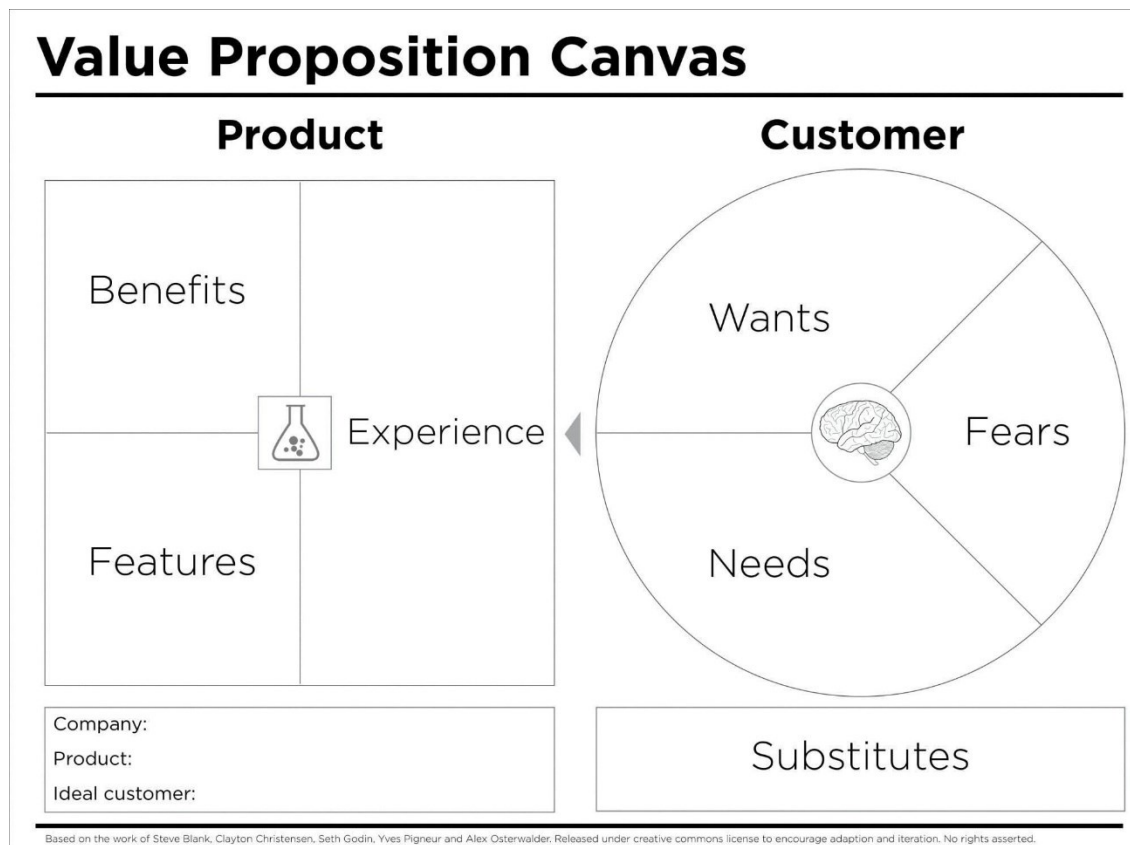 Value Proposition Canvas
Product
Customer
Benefits
Features
Experience
Wants
Fears
Needs
Company:
Product:
Ideal customer:
Substitutes
Based on the work of Steve Blank, Clayton Christensen, Seth Godin, Yves Pigneur and Alex Osterwalder. Released under creative commons license to encourage adaption and iteration. No rights asserted.